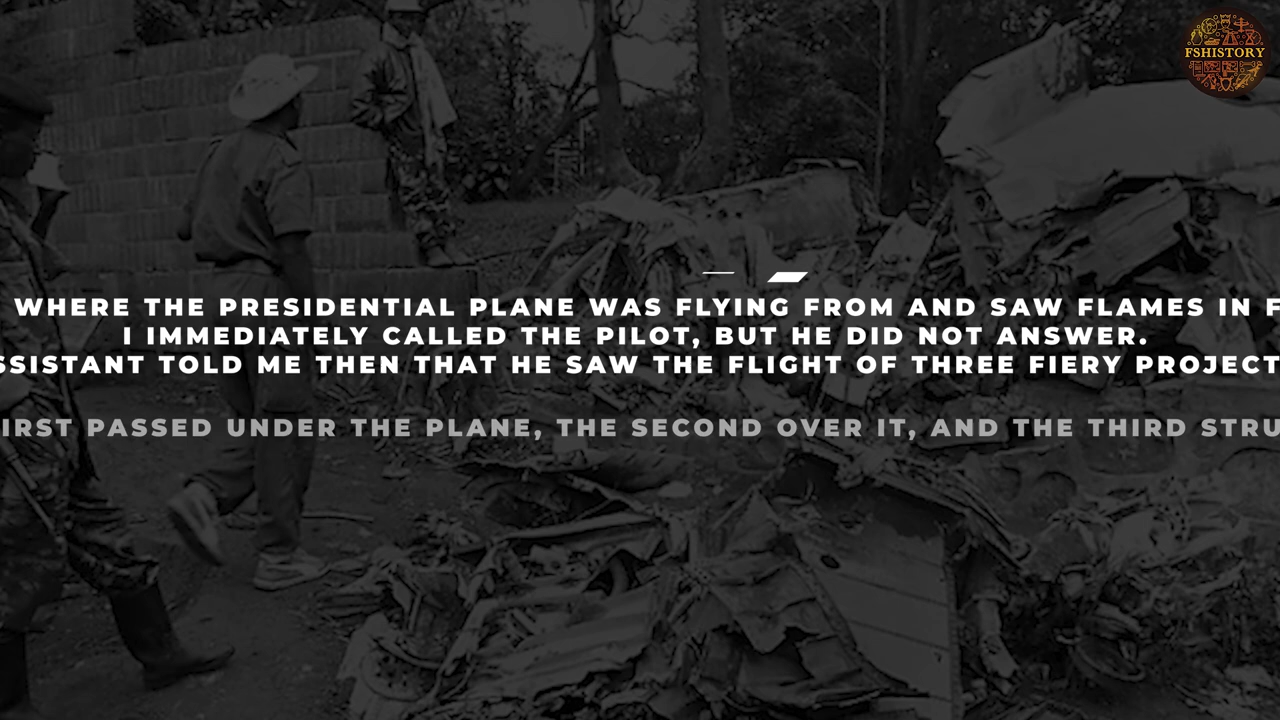 FSHISTORY
WHERE THE PRESIDENTIAL PLANE WAS FLYING FROM AND SAW FLAMES IN
I IMMEDIATELY CALLED THE PILOT, BUT HE DID NOT ANSWER.
TOLD ME THEN THAT HE SAW THE FLIGHT OF THREE FIERY
PASSED UNDER THE PLANE, THE SECOND OVER IT, AND THE THIRD